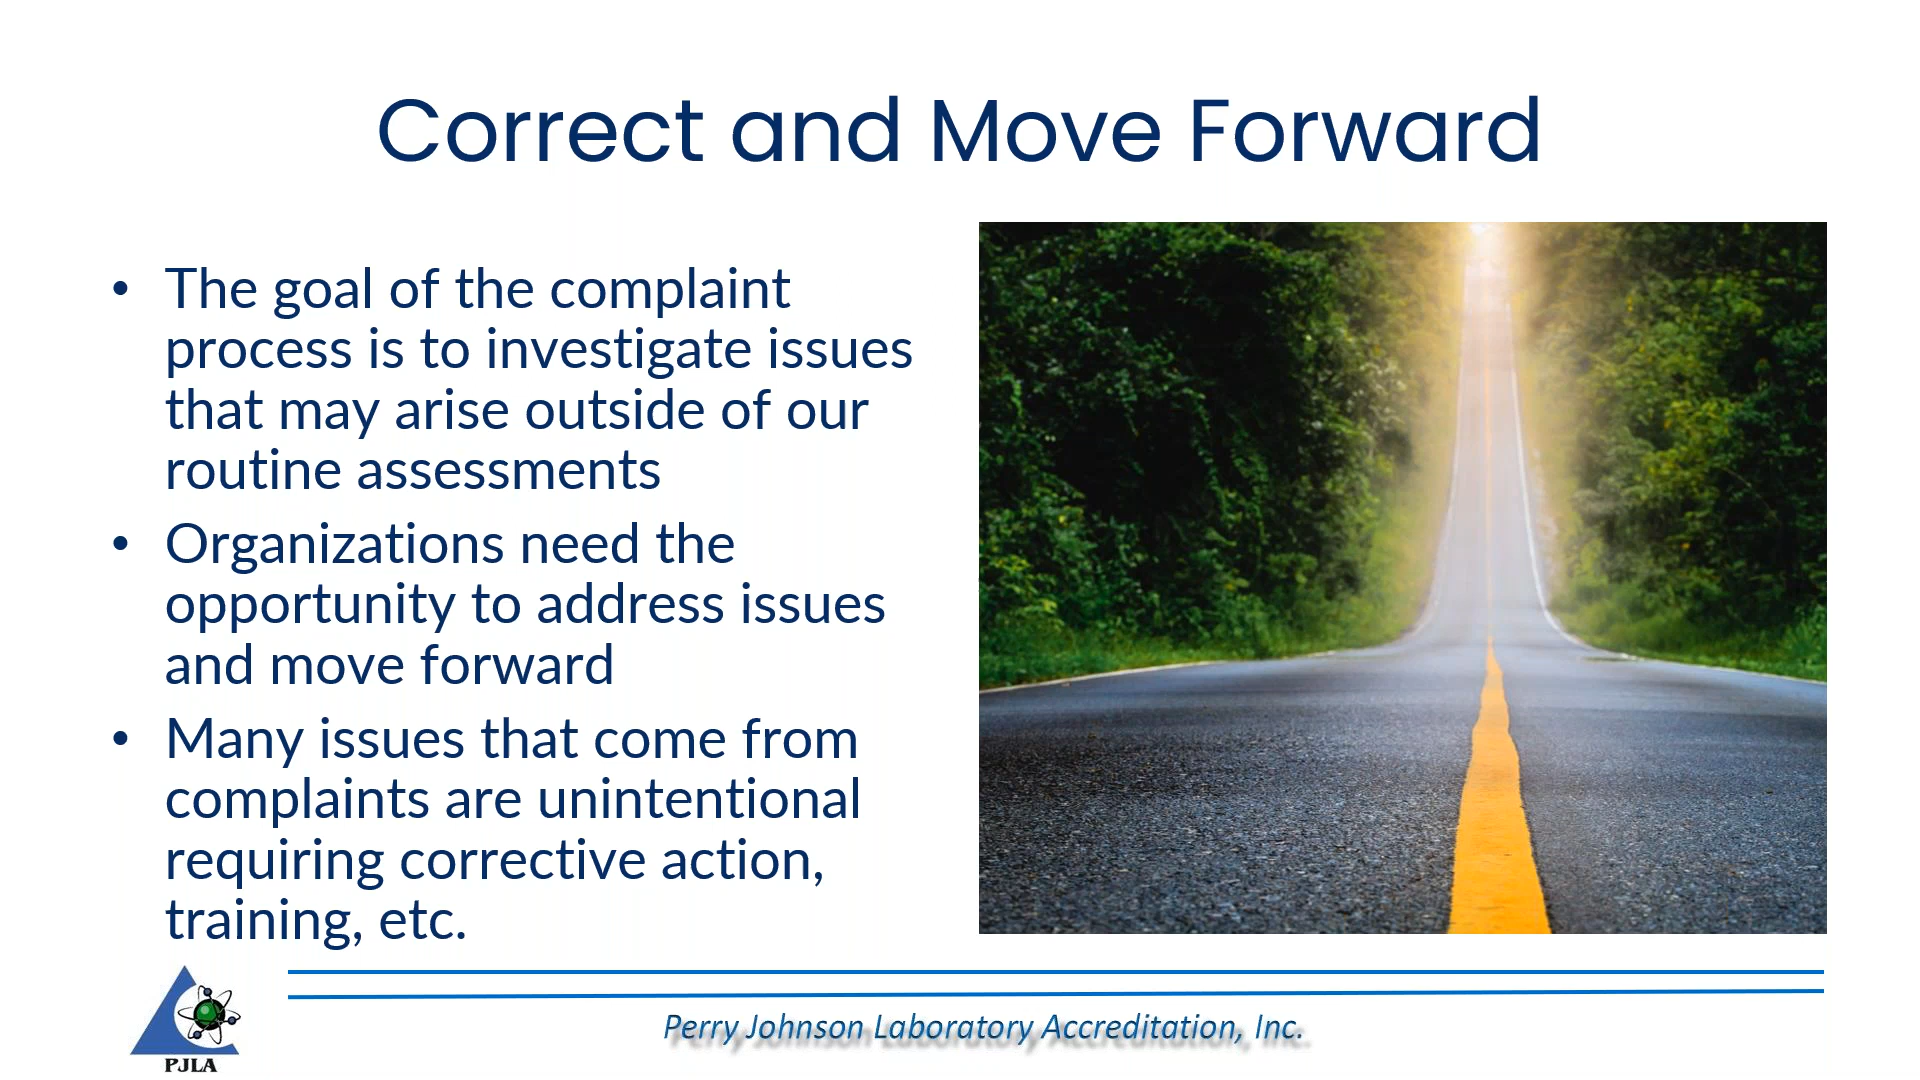 Correct and Move Forward
• The goal of the complaint
process is to investigate issues
that may arise outside of our
routine assessments
• Organizations need the
opportunity to address issues
and move forward
• Many issues that come from
complaints are unintentional
requiring corrective action,
training, etc.
PJLA
Perry Johnson Laboratory Accreditation, Inc.